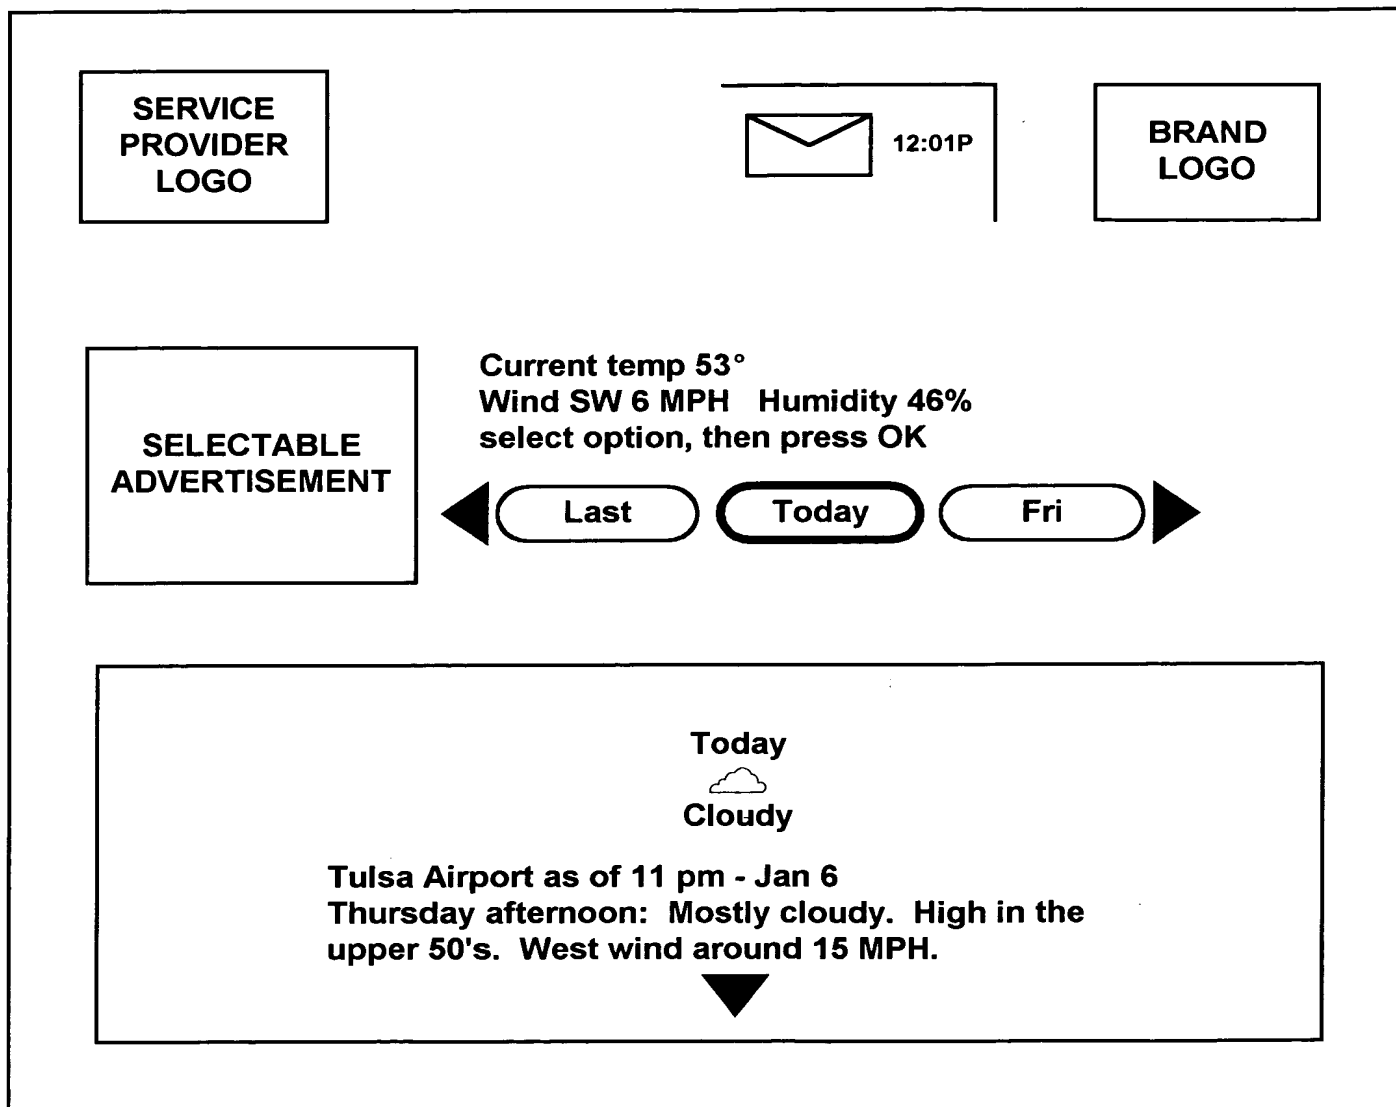 SERVICE
PROVIDER
LOGO
12:01P
BRAND
LOGO
SELECTABLE
ADVERTISEMENT
Current temp 53°
Wind SW 6 MPH   Humidity 46%
select option, then press OK
Last
Today
Fri
Today
Cloudy
Tulsa Airport as of 11 pm - Jan 6
Thursday afternoon:  Mostly cloudy.  High in the
upper 50's.  West wind around 15 MPH.